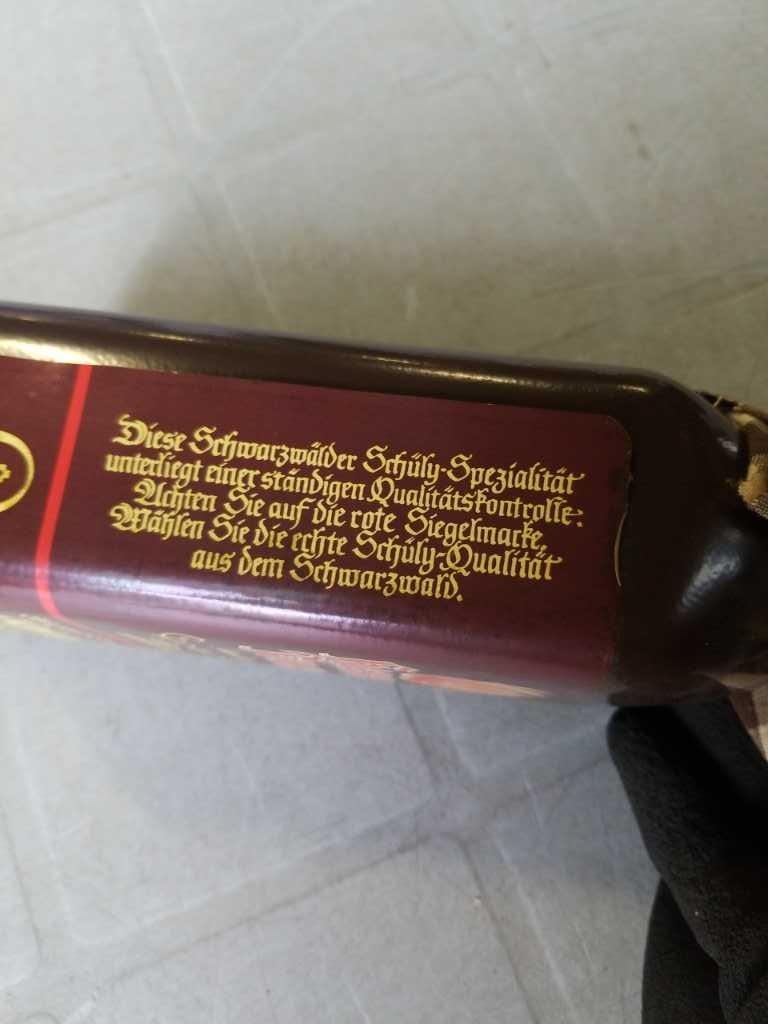 Diese Schwarzwälder Schüly-Spezialität
unterliegt einer ständigen Qualitätskontrolle.
Achten Sie auf die rote Siegelmarke.
Wählen Sie die echte Schüly-Qualität
aus dem Schwarzwald.